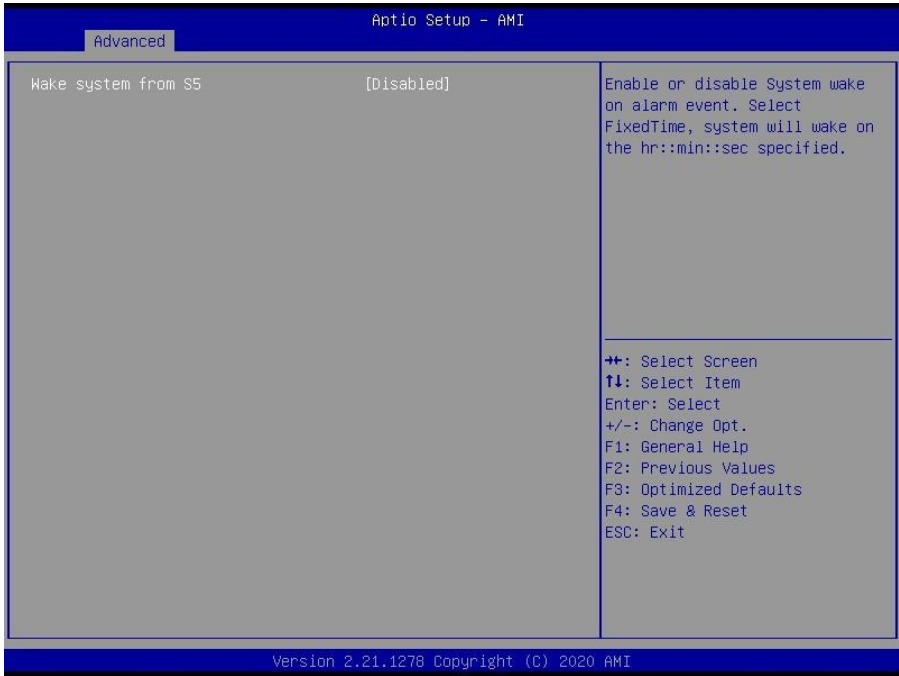 Aptio Setup - AMI
Advanced
Wake system from S5 [Disabled]
Enable or disable System wake
on alarm event. Select
FixedTime, system will wake on
the hr::min::sec specified.
→←: Select Screen
↑↓: Select Item
Enter: Select
+/-: Change Opt.
F1: General Help
F2: Previous Values
F3: Optimized Defaults
F4: Save & Reset
ESC: Exit
Version 2.21.1278 Copyright (C) 2020 AMI